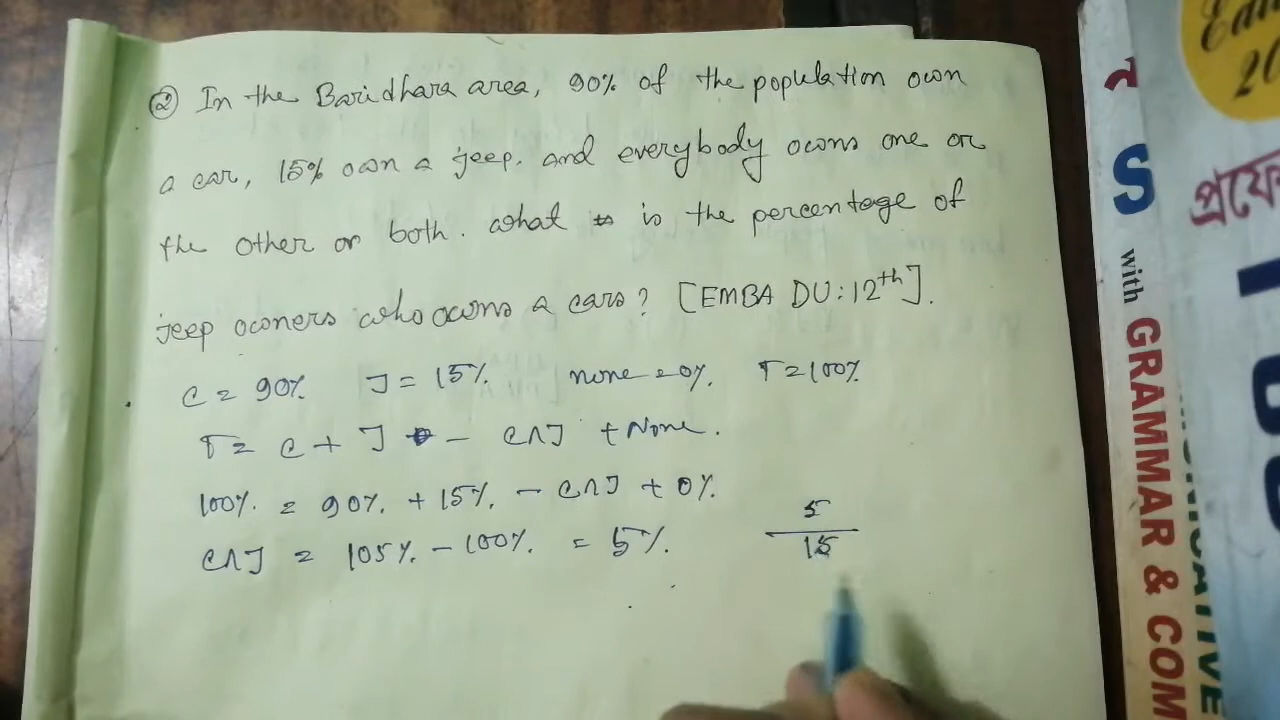 ② In the Baridhara area, 90% of the population own
a car, 15% own a jeep. and everybody owns one or
the other or both. what is the percentage of
jeep owners who owns a cars? [EMBA DU:12th].
C = 90% J = 15% none = 0% T = 100%
T = C + J - C∩J + None.
100% = 90% + 15% - C∩J + 0%
C∩J = 105% - 100% = 5%
5
15
S with GRAMMAR & COM
প্রফে